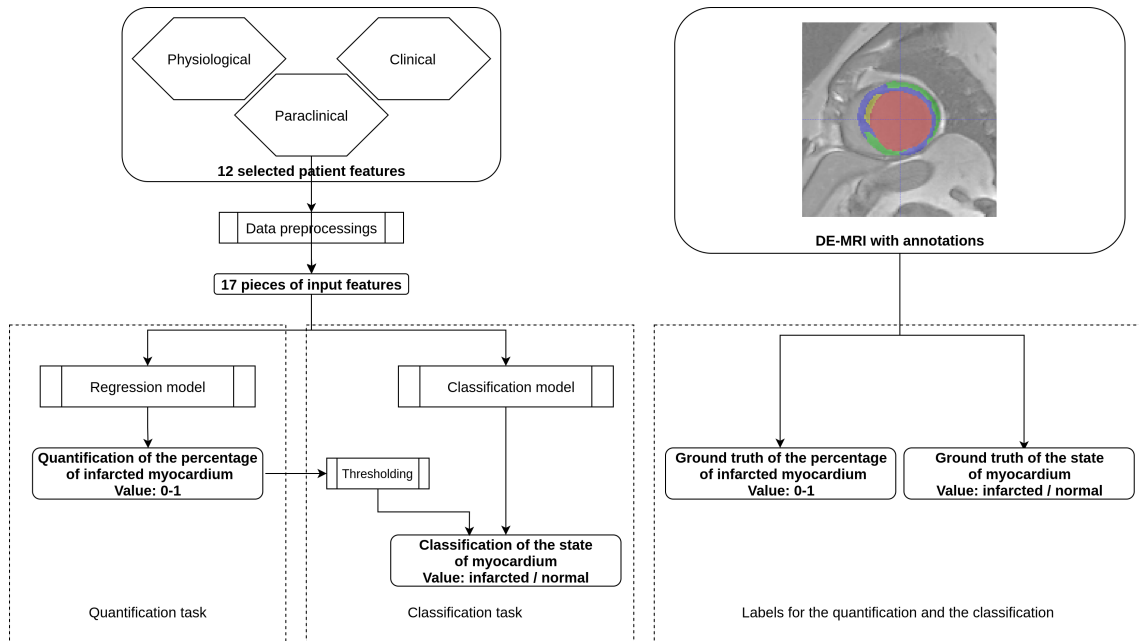 Physiological
Clinical
Paraclinical
12 selected patient features
Data preprocessings
17 pieces of input features
Regression model
Classification model
Quantification of the percentage
of infarcted myocardium
Value: 0-1
Thresholding
Classification of the state
of myocardium
Value: infarcted / normal
Quantification task
Classification task
DE-MRI with annotations
Ground truth of the percentage
of infarcted myocardium
Value: 0-1
Ground truth of the state
of myocardium
Value: infarcted / normal
Labels for the quantification and the classification